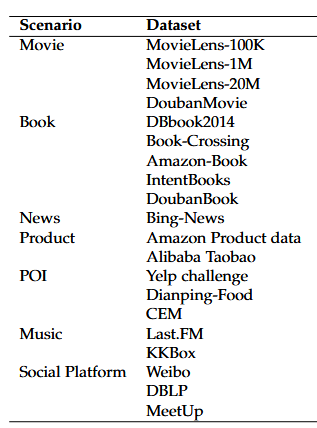 Scenario Dataset
Movie MovieLens-100K
MovieLens-1M
MovieLens-20M
DoubanMovie
Book DBbook2014
Book-Crossing
Amazon-Book
IntentBooks
DoubanBook
News Bing-News
Product Amazon Product data
Alibaba Taobao
POI Yelp challenge
Dianping-Food
CEM
Music Last.FM
KKBox
Social Platform Weibo
DBLP
MeetUp